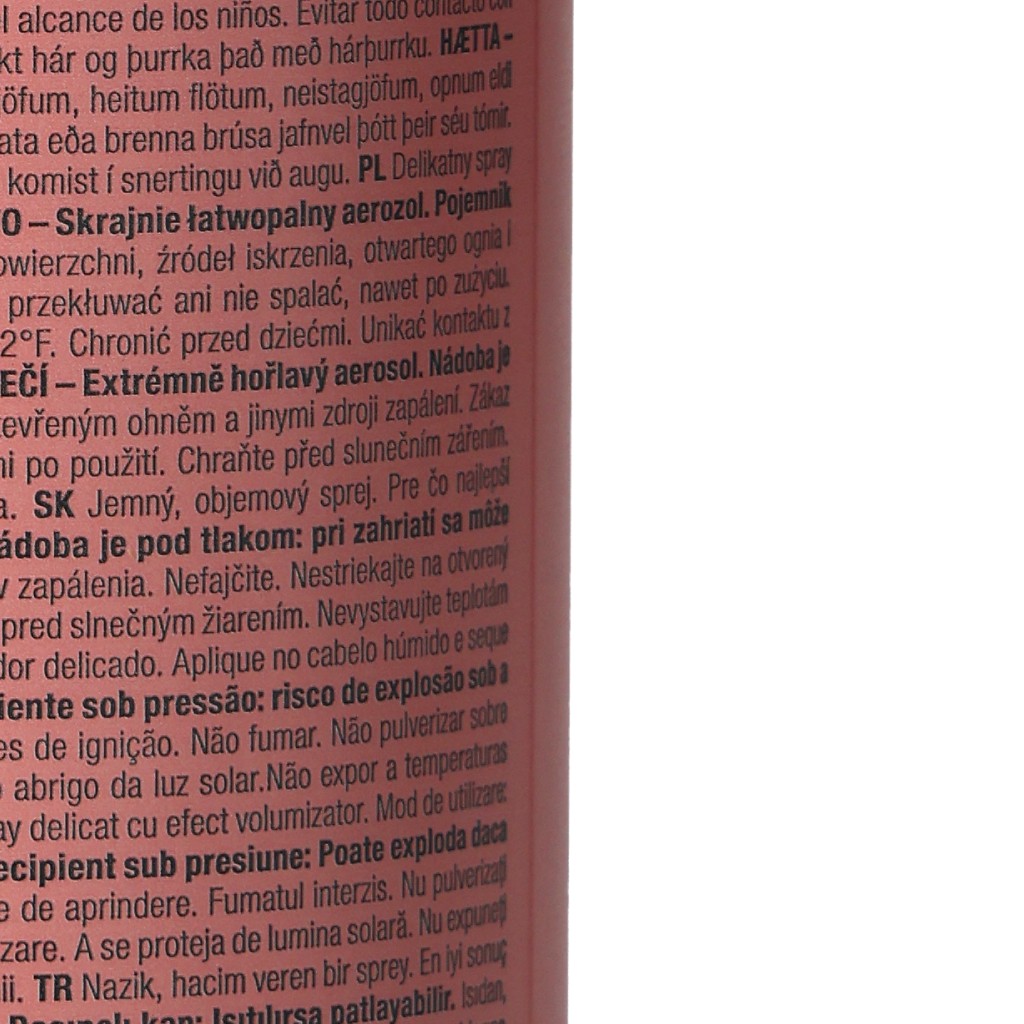 l alcance de los niños. Evitar todo contacto con
kt hár og þurrka það með hárþurrku. HÆTTA-
jöfum, heitum flötum, neistagjöfum, opnum eldi
ata eða brenna brúsa jafnvel þótt þeir séu tómir.
komist í snertingu við augu. PL Delikatny spray
O – Skrajnie łatwopalny aerozol. Pojemnik
owierzchni, źródeł iskrzenia, otwartego ognia i
przekłuwać ani nie spalać, nawet po zużyciu.
2°F. Chronić przed dziećmi. Unikać kontaktu z
EČÍ – Extrémně hořlavý aerosol. Nádoba je
tevřeným ohněm a jinymi zdroji zapálení. Zákaz
ni po použití. Chraňte před slunečním zářením.
a. SK Jemný, objemový sprej. Pre čo najlepší
ádoba je pod tlakom: pri zahriatí sa môže
v zapálenia. Nefajčite. Nestriekajte na otvorený
pred slnečným žiarením. Nevystavujte teplotám
dor delicado. Aplique no cabelo húmido e seque
iente sob pressão: risco de explosão sob a
es de ignição. Não fumar. Não pulverizar sobre
o abrigo da luz solar.Não expor a temperaturas
ay delicat cu efect volumizator. Mod de utilizare:
ecipient sub presiune: Poate exploda daca
e de aprindere. Fumatul interzis. Nu pulverizați
zare. A se proteja de lumina solară. Nu expuneți
ii. TR Nazik, hacim veren bir sprey. En iyi sonuç
Basınçlı kap: Isıtılırsa patlayabilir. Isıdan,